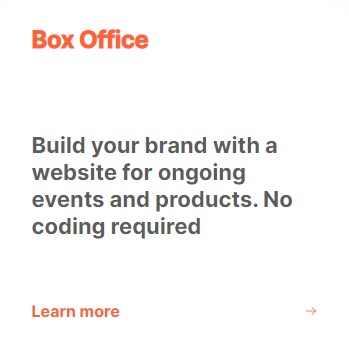 Box Office
Build your brand with a
website for ongoing
events and products. No
coding required
Learn more